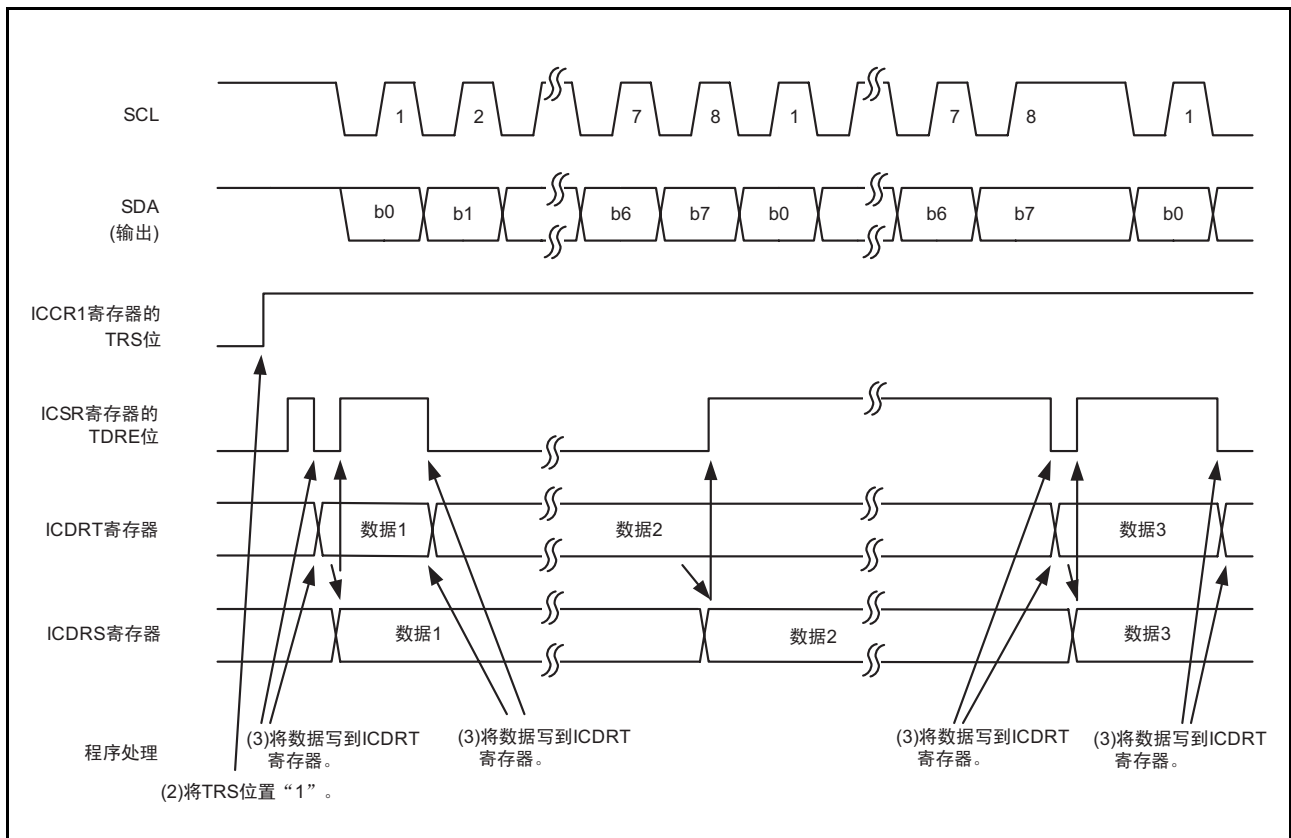 SCL
1 2 7 8 1 7 8 1
SDA
(输出)
b0 b1 b6 b7 b0 b6 b7 b0
ICCR1寄存器的
TRS位
ICSR寄存器的
TDRE位
ICDRT寄存器
数据1 数据2 数据3
ICDRS寄存器
数据1 数据2 数据3
程序处理
(3)将数据写到ICDRT
寄存器。
(3)将数据写到ICDRT
寄存器。
(3)将数据写到ICDRT
寄存器。
(3)将数据写到ICDRT
寄存器。
(2)将TRS位置“1”。